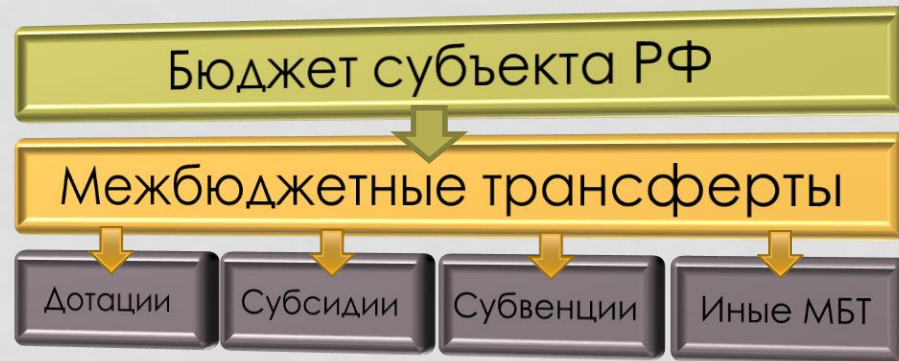 Бюджет субъекта РФ
Межбюджетные трансферты
Дотации
Субсидии
Субвенции
Иные МБТ